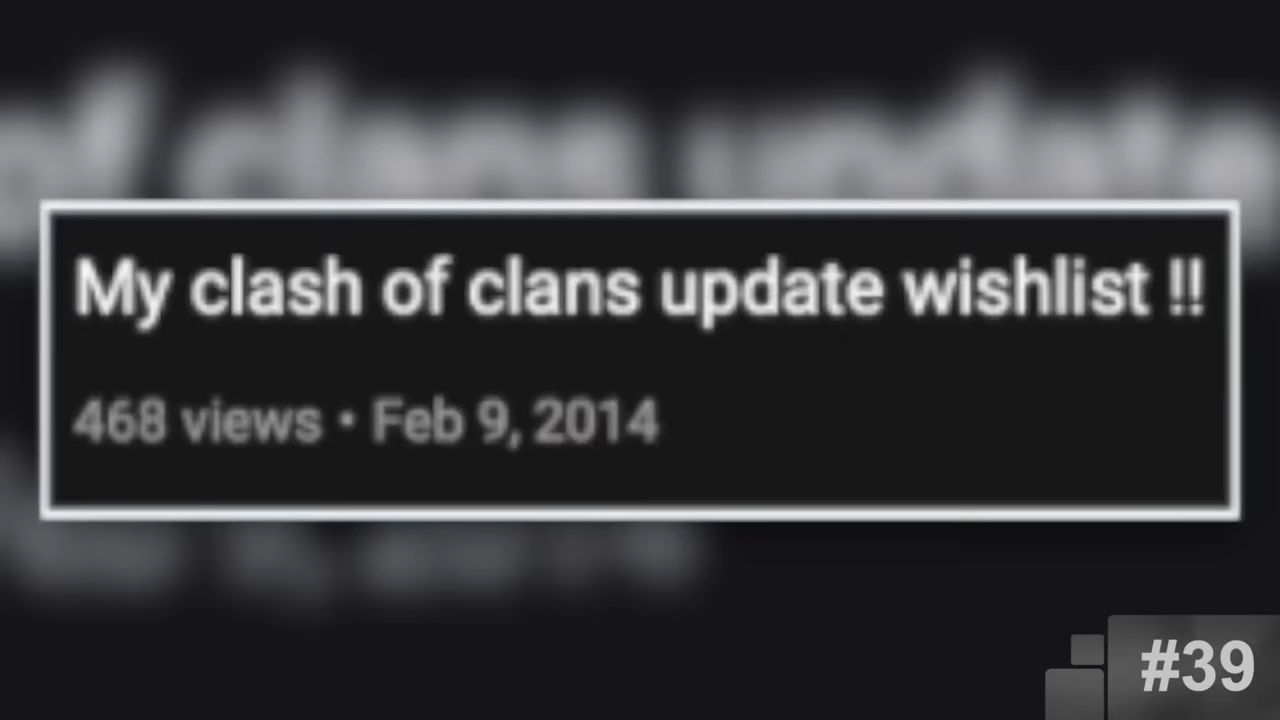 My clash of clans update wishlist !!
468 views • Feb 9, 2014
#39